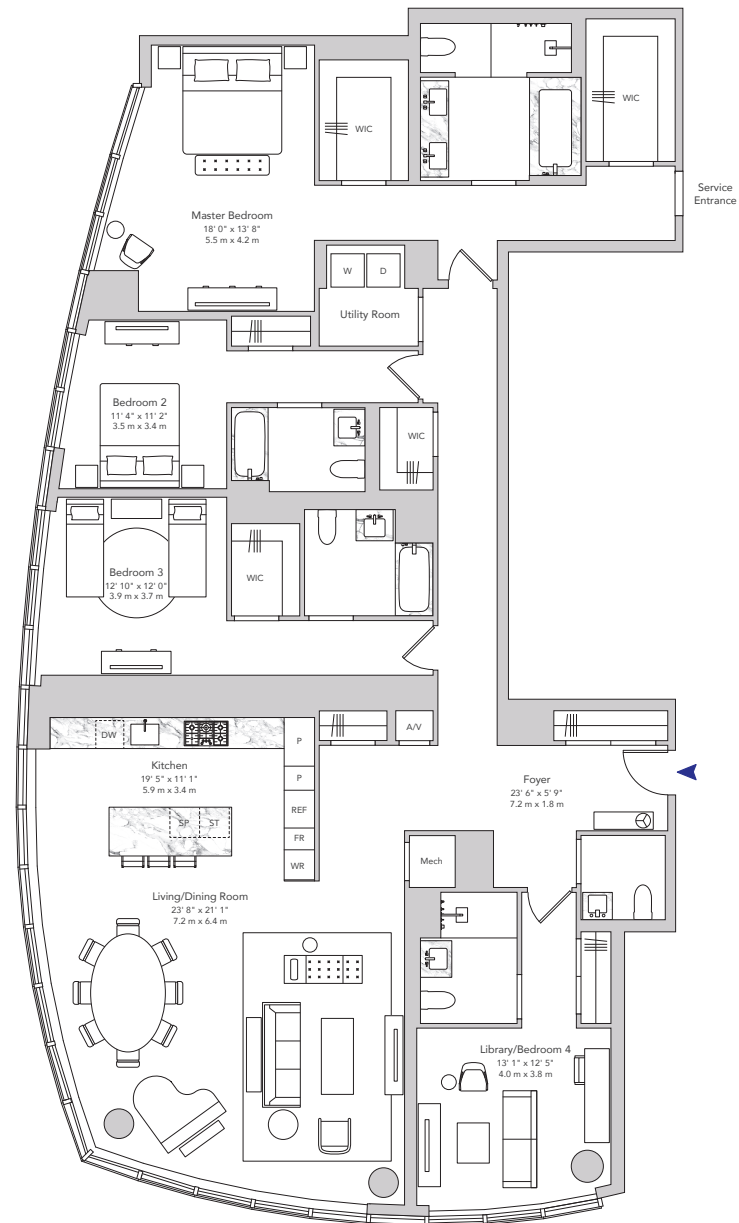 WIC
WIC
Service
Entrance
Master Bedroom
18' 0" x 13' 8"
5.5 m x 4.2 m
W
D
Utility Room
Bedroom 2
11' 4" x 11' 2"
3.5 m x 3.4 m
WIC
Bedroom 3
12' 10" x 12' 0"
3.9 m x 3.7 m
WIC
DW
P
A/V
Kitchen
19' 5" x 11' 1"
5.9 m x 3.4 m
P
Foyer
23' 6" x 5' 9"
7.2 m x 1.8 m
REF
SP
ST
FR
WR
Mech
Living/Dining Room
23' 8" x 21' 1"
7.2 m x 6.4 m
Library/Bedroom 4
13' 1" x 12' 5"
4.0 m x 3.8 m